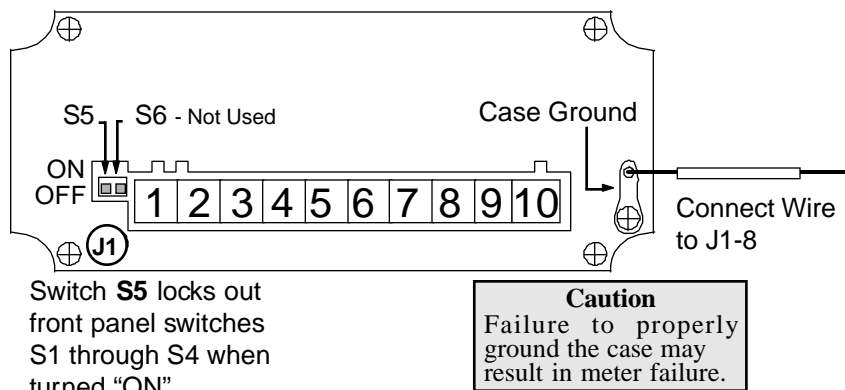 S5
S6 - Not Used
Case Ground
ON
OFF
1 2 3 4 5 6 7 8 9 10
Connect Wire
to J1-8
J1
Switch S5 locks out
front panel switches
S1 through S4 when
turned “ON”
Caution
Failure to properly
ground the case may
result in meter failure.